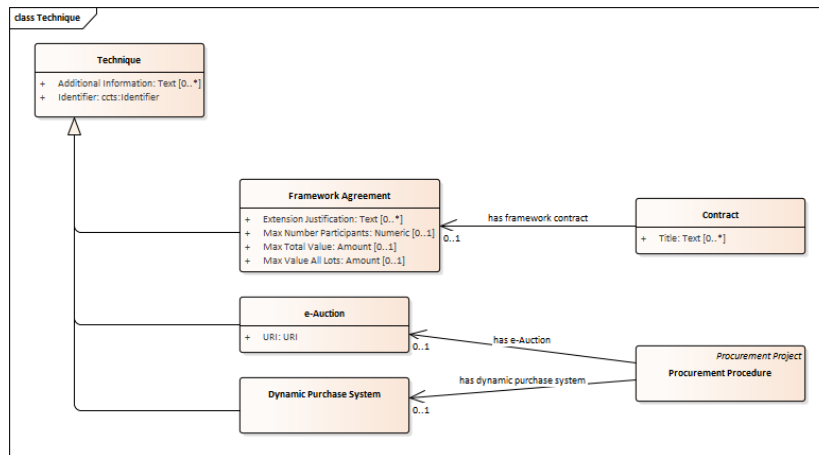 class Technique
Technique
+ Additional Information: Text [0..*]
+ Identifier: ccts:Identifier
Framework Agreement
+ Extension Justification: Text [0..*]
+ Max Number Participants: Numeric [0..1]
+ Max Total Value: Amount [0..1]
+ Max Value All Lots: Amount [0..1]
has framework contract
0..1
Contract
+ Title: Text [0..*]
e-Auction
+ URI: URI
0..1
has e-Auction
Procurement Project
Procurement Procedure
has dynamic purchase system
Dynamic Purchase System
0..1